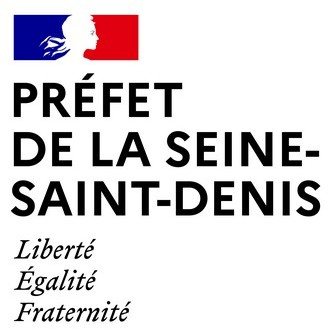 PRÉFET
DE LA SEINE-
SAINT-DENIS
Liberté
Égalité
Fraternité